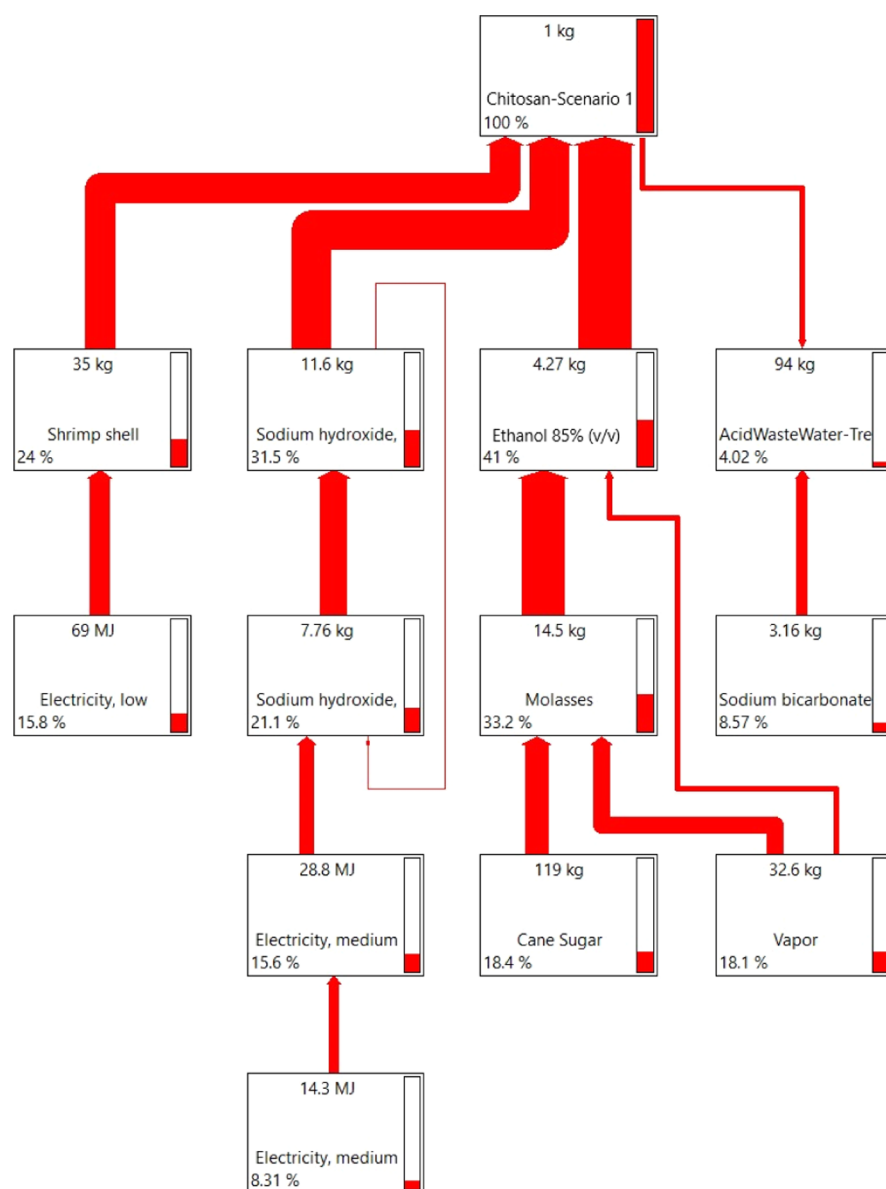 1 kg
Chitosan-Scenario 1
100 %
35 kg
Shrimp shell
24 %
11.6 kg
Sodium hydroxide,
31.5 %
4.27 kg
Ethanol 85% (v/v)
41 %
94 kg
AcidWasteWater-Tre
4.02 %
69 MJ
Electricity, low
15.8 %
7.76 kg
Sodium hydroxide,
21.1 %
14.5 kg
Molasses
33.2 %
3.16 kg
Sodium bicarbonate
8.57 %
28.8 MJ
Electricity, medium
15.6 %
119 kg
Cane Sugar
18.4 %
32.6 kg
Vapor
18.1 %
14.3 MJ
Electricity, medium
8.31 %